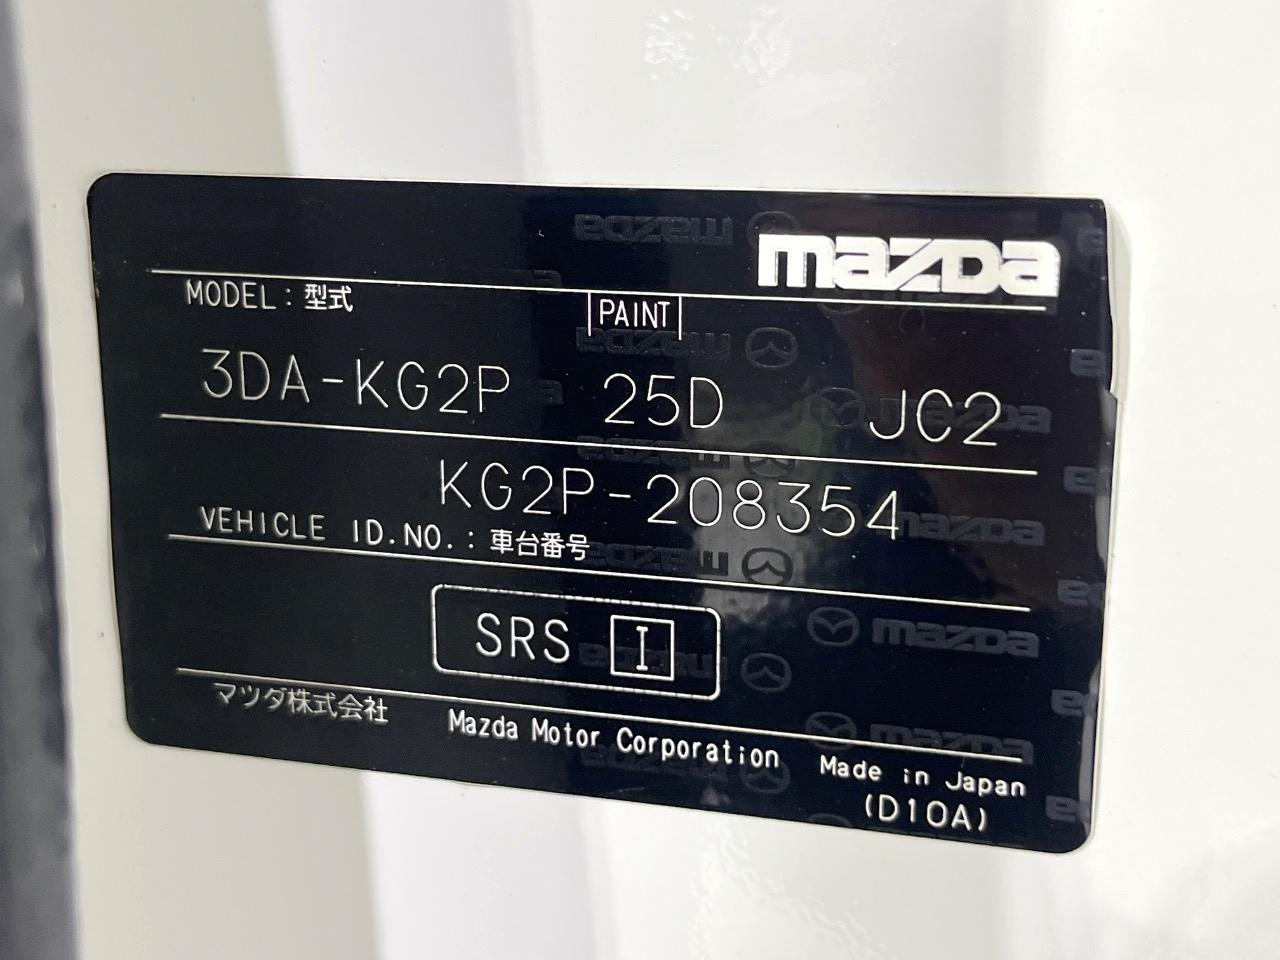 mazda
MODEL : 型式 PAINT
3DA-KG2P 25D JC2
KG2P-208354
VEHICLE ID.NO. : 車台番号
SRS I
マツダ株式会社 Mazda Motor Corporation Made in Japan
(D10A)